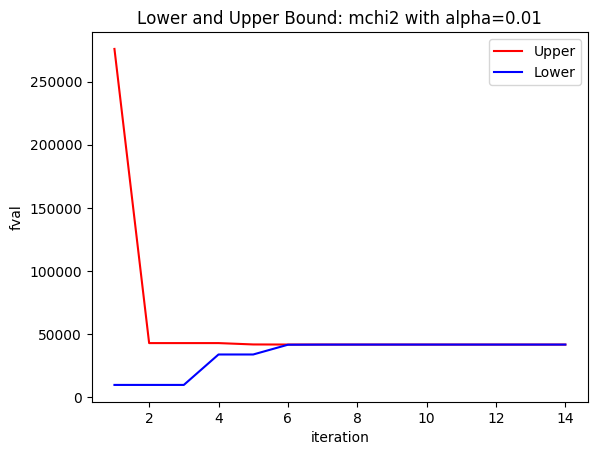 Lower and Upper Bound: mchi2 with alpha=0.01
Upper
Lower
fval
250000
200000
150000
100000
50000
0
2
4
6
8
10
12
14
iteration